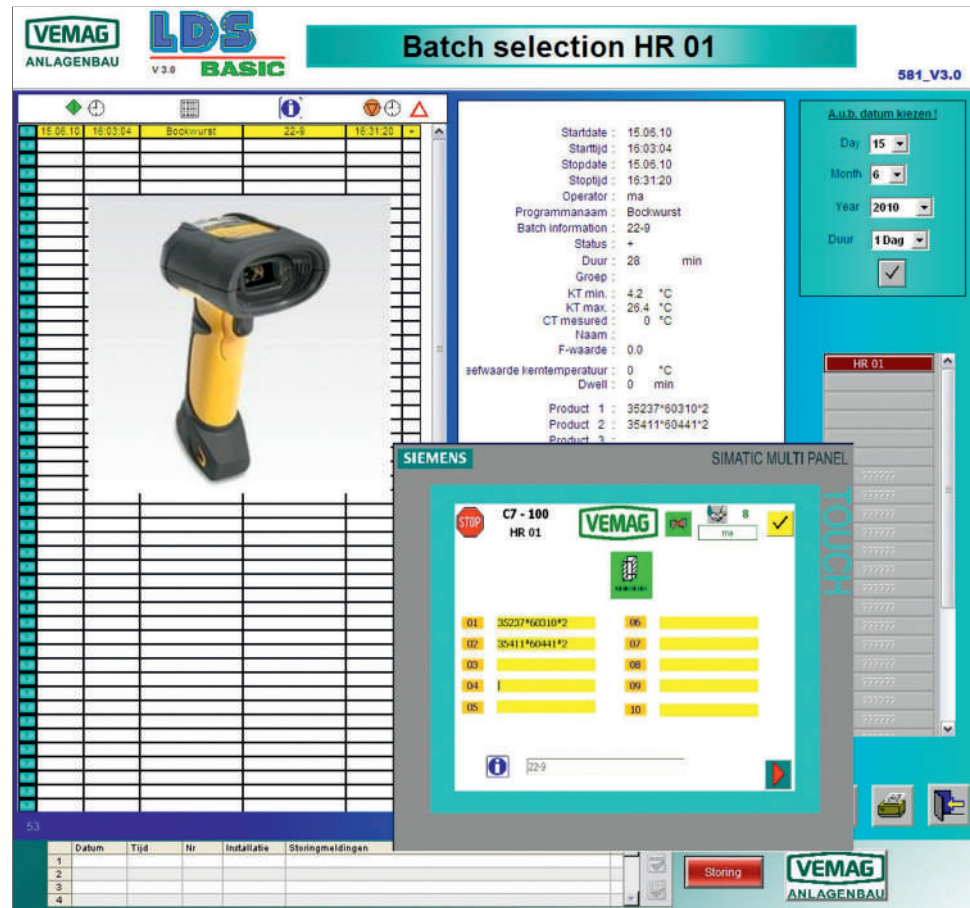 VEMAG
ANLAGENBAU
LDS
V 3.0 BASIC
Batch selection HR 01
581_V3.0
15.06.10 16:03:04 Bockwurst 22-9 16:31:20 +
Startdate : 15.06.10
Starttijd : 16:03:04
Stopdate : 15.06.10
Stoptijd : 16:31:20
Operator : ma
Programmanaam : Bockwurst
Batch information : 22-9
Status : +
Duur : 28 min
Groep :
KT min. : 4.2 °C
KT max. : 26.4 °C
CT mesured : 0 °C
Naam :
F-waarde : 0.0
eefwaarde kerntemperatuur : 0 °C
Dwell : 0 min
Product 1 : 35237*60310*2
Product 2 : 35411*60441*2
Product 3 :
A.u.b. datum kiezen !
Day 15
Month 6
Year 2010
Duur 1 Dag
HR 01
??????
??????
??????
??????
??????
??????
??????
??????
??????
??????
??????
??????
??????
??????
SIEMENS
SIMATIC MULTI PANEL
TOUCH
STOP
C7 - 100
HR 01
VEMAG
8
ma
01 35237*60310*2
02 35411*60441*2
03
04
05
06
07
08
09
10
22-9
53
Datum Tijd Nr Installatie Storingmeldingen
1
2
3
4
Storing
VEMAG
ANLAGENBAU